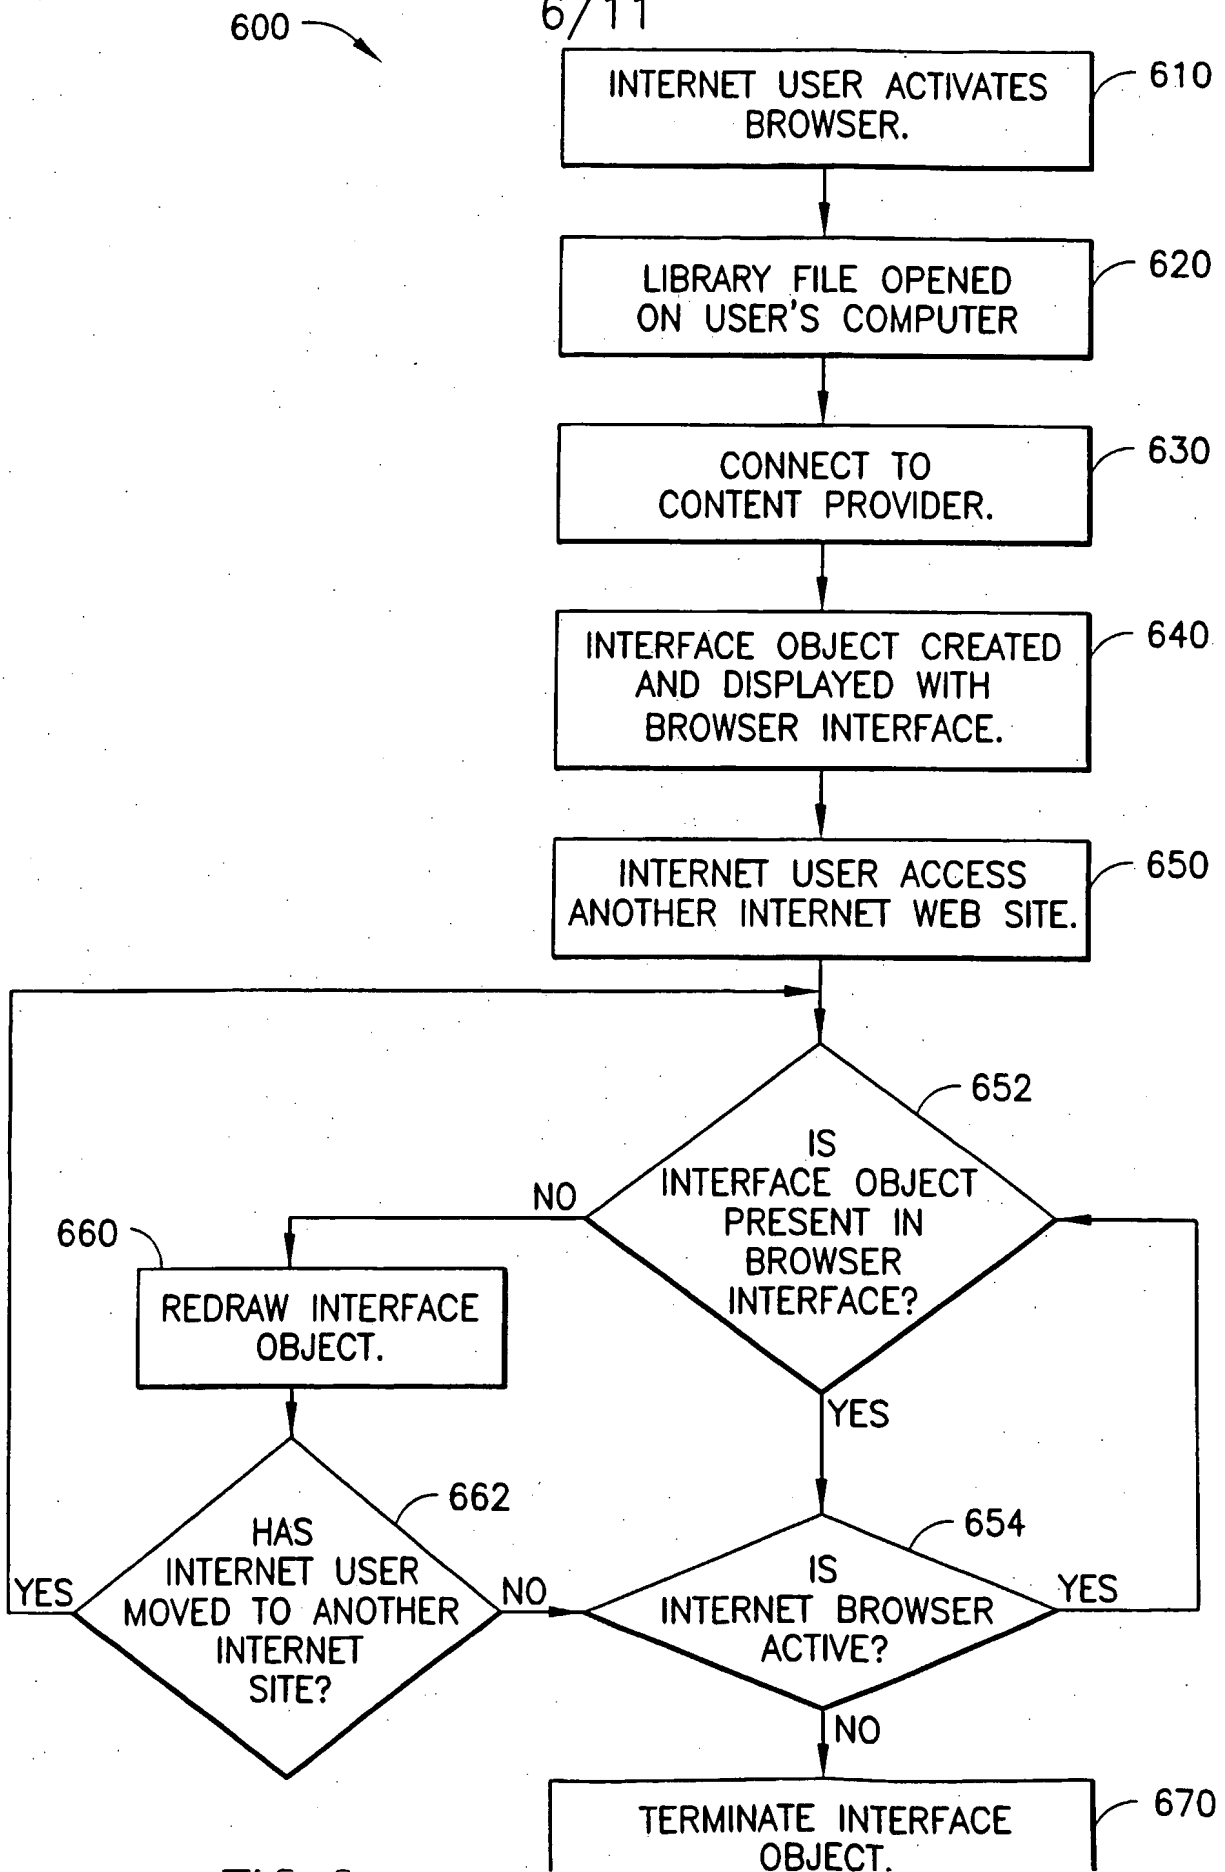 6/11
600
INTERNET USER ACTIVATES
BROWSER.
610
LIBRARY FILE OPENED
ON USER'S COMPUTER
620
CONNECT TO
CONTENT PROVIDER.
630
INTERFACE OBJECT CREATED
AND DISPLAYED WITH
BROWSER INTERFACE.
640
INTERNET USER ACCESS
ANOTHER INTERNET WEB SITE.
650
652
IS
INTERFACE OBJECT
PRESENT IN
BROWSER
INTERFACE?
NO
YES
660
REDRAW INTERFACE
OBJECT.
662
HAS
INTERNET USER
MOVED TO ANOTHER
INTERNET
SITE?
YES
NO
654
IS
INTERNET BROWSER
ACTIVE?
YES
NO
TERMINATE INTERFACE
OBJECT.
670